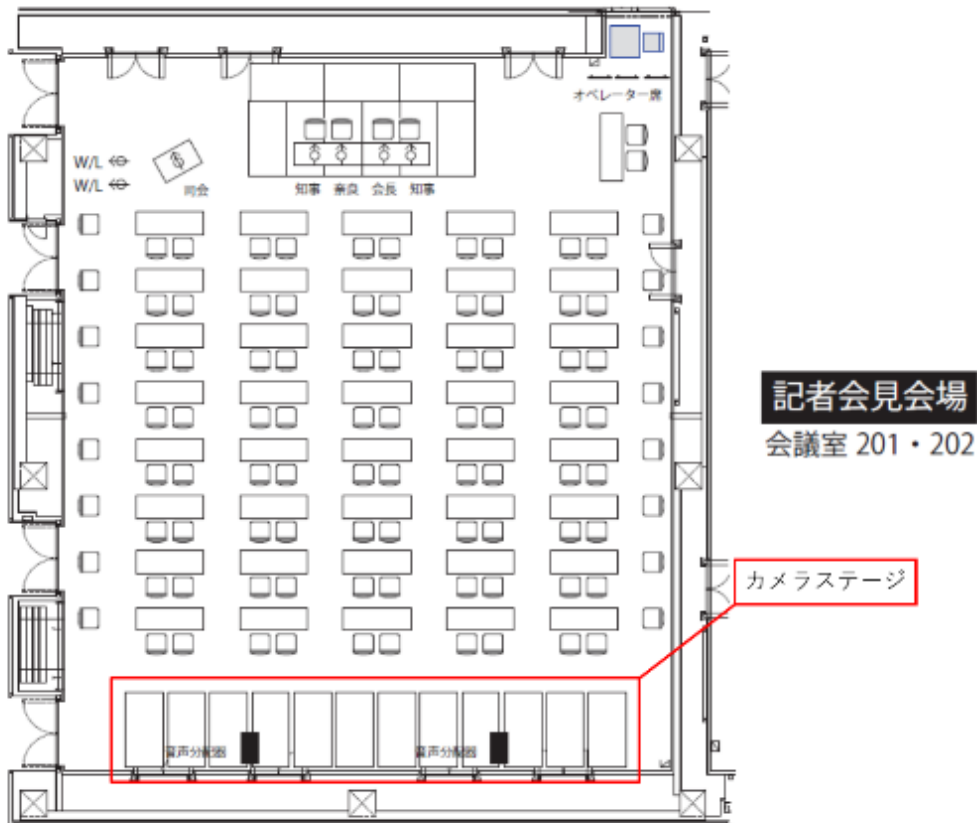 オペレーター席
W/L
W/L
司会
知事 奈良 会長 知事
記者会見会場
会議室 201・202
カメラステージ
音声分配器
音声分配器